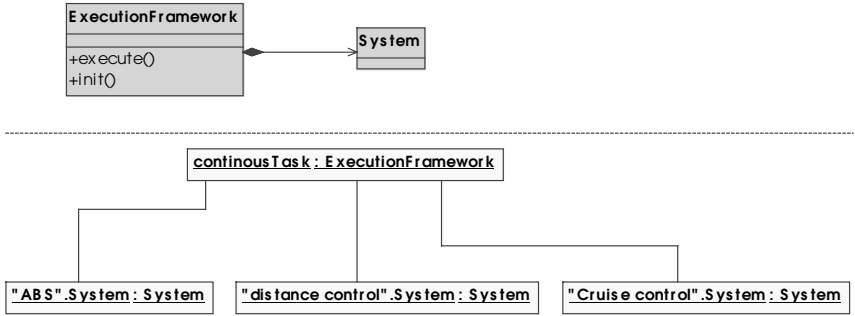 ExecutionFramework
System
+execute()
+init()
continousTask : ExecutionFramework
"ABS".System : System
"distance control".System : System
"Cruise control".System : System